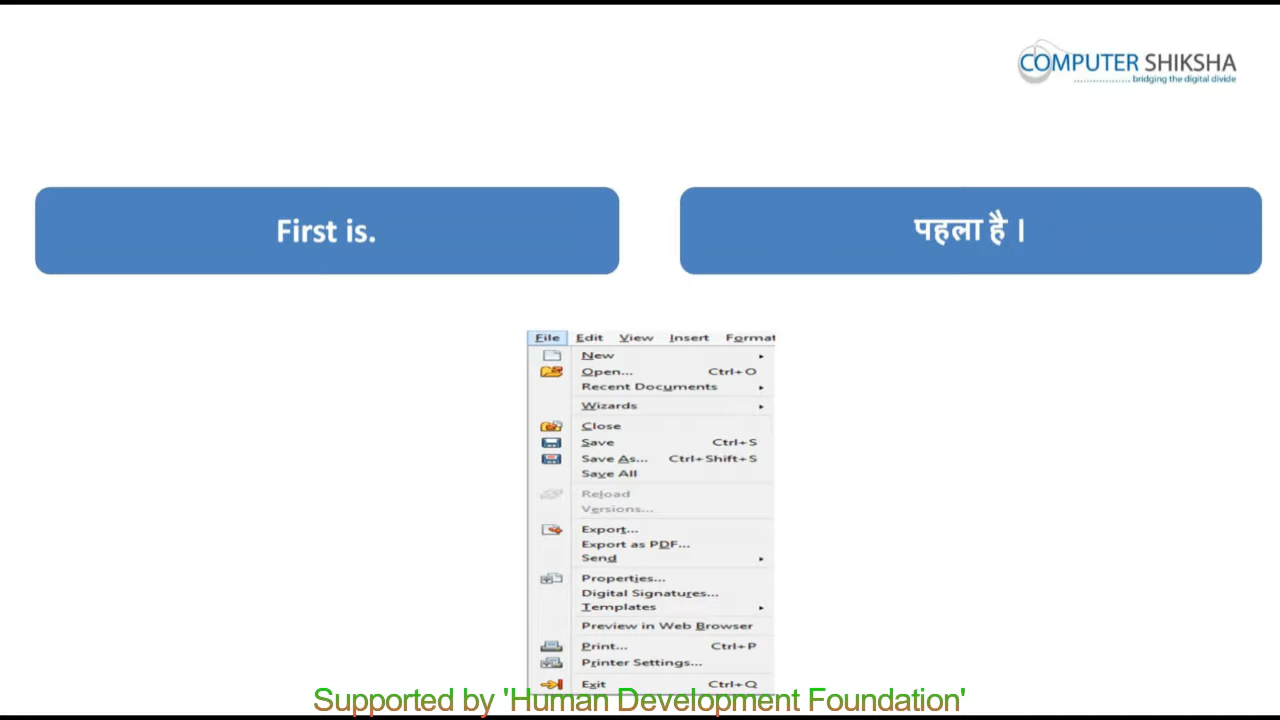 COMPUTER SHIKSHA
bridging the digital divide
First is.
पहला है ।
File Edit View Insert Format
New
Open... Ctrl+O
Recent Documents
Wizards
Close
Save Ctrl+S
Save As... Ctrl+Shift+S
Save All
Reload
Versions...
Export...
Export as PDF...
Send
Properties...
Digital Signatures...
Templates
Preview in Web Browser
Print... Ctrl+P
Printer Settings...
Exit Ctrl+Q
Supported by 'Human Development Foundation'